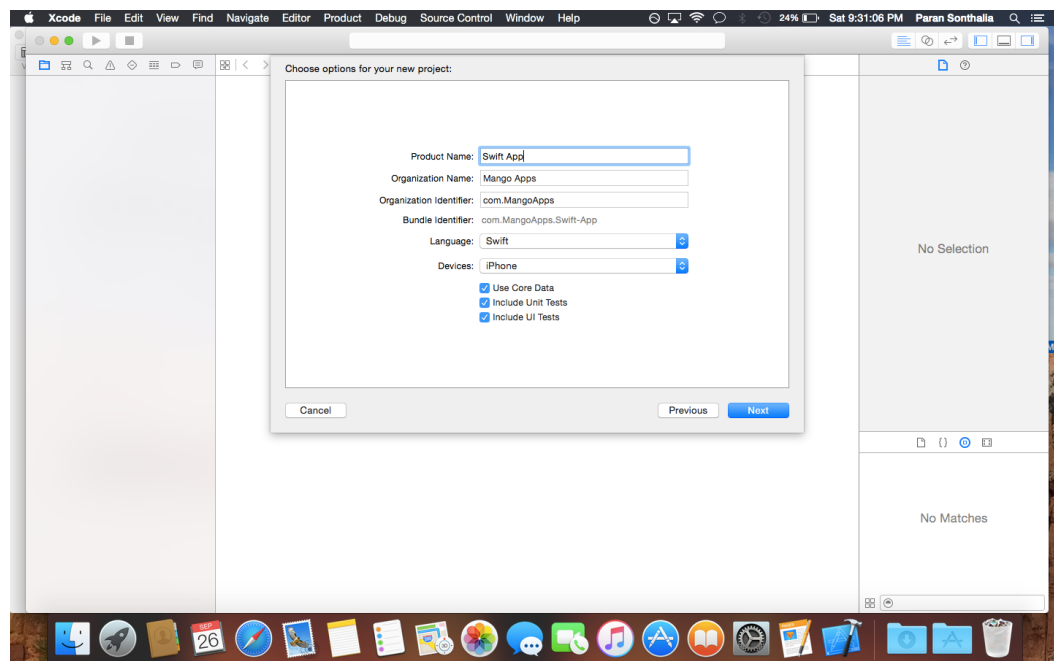 Xcode File Edit View Find Navigate Editor Product Debug Source Control Window Help 24% Sat 9:31:06 PM Paran Sonthalia
Choose options for your new project:
Product Name: Swift App
Organization Name: Mango Apps
Organization Identifier: com.MangoApps
Bundle Identifier: com.MangoApps.Swift-App
Language: Swift
Devices: iPhone
Use Core Data
Include Unit Tests
Include UI Tests
Cancel Previous Next
No Selection
No Matches
SEP
26